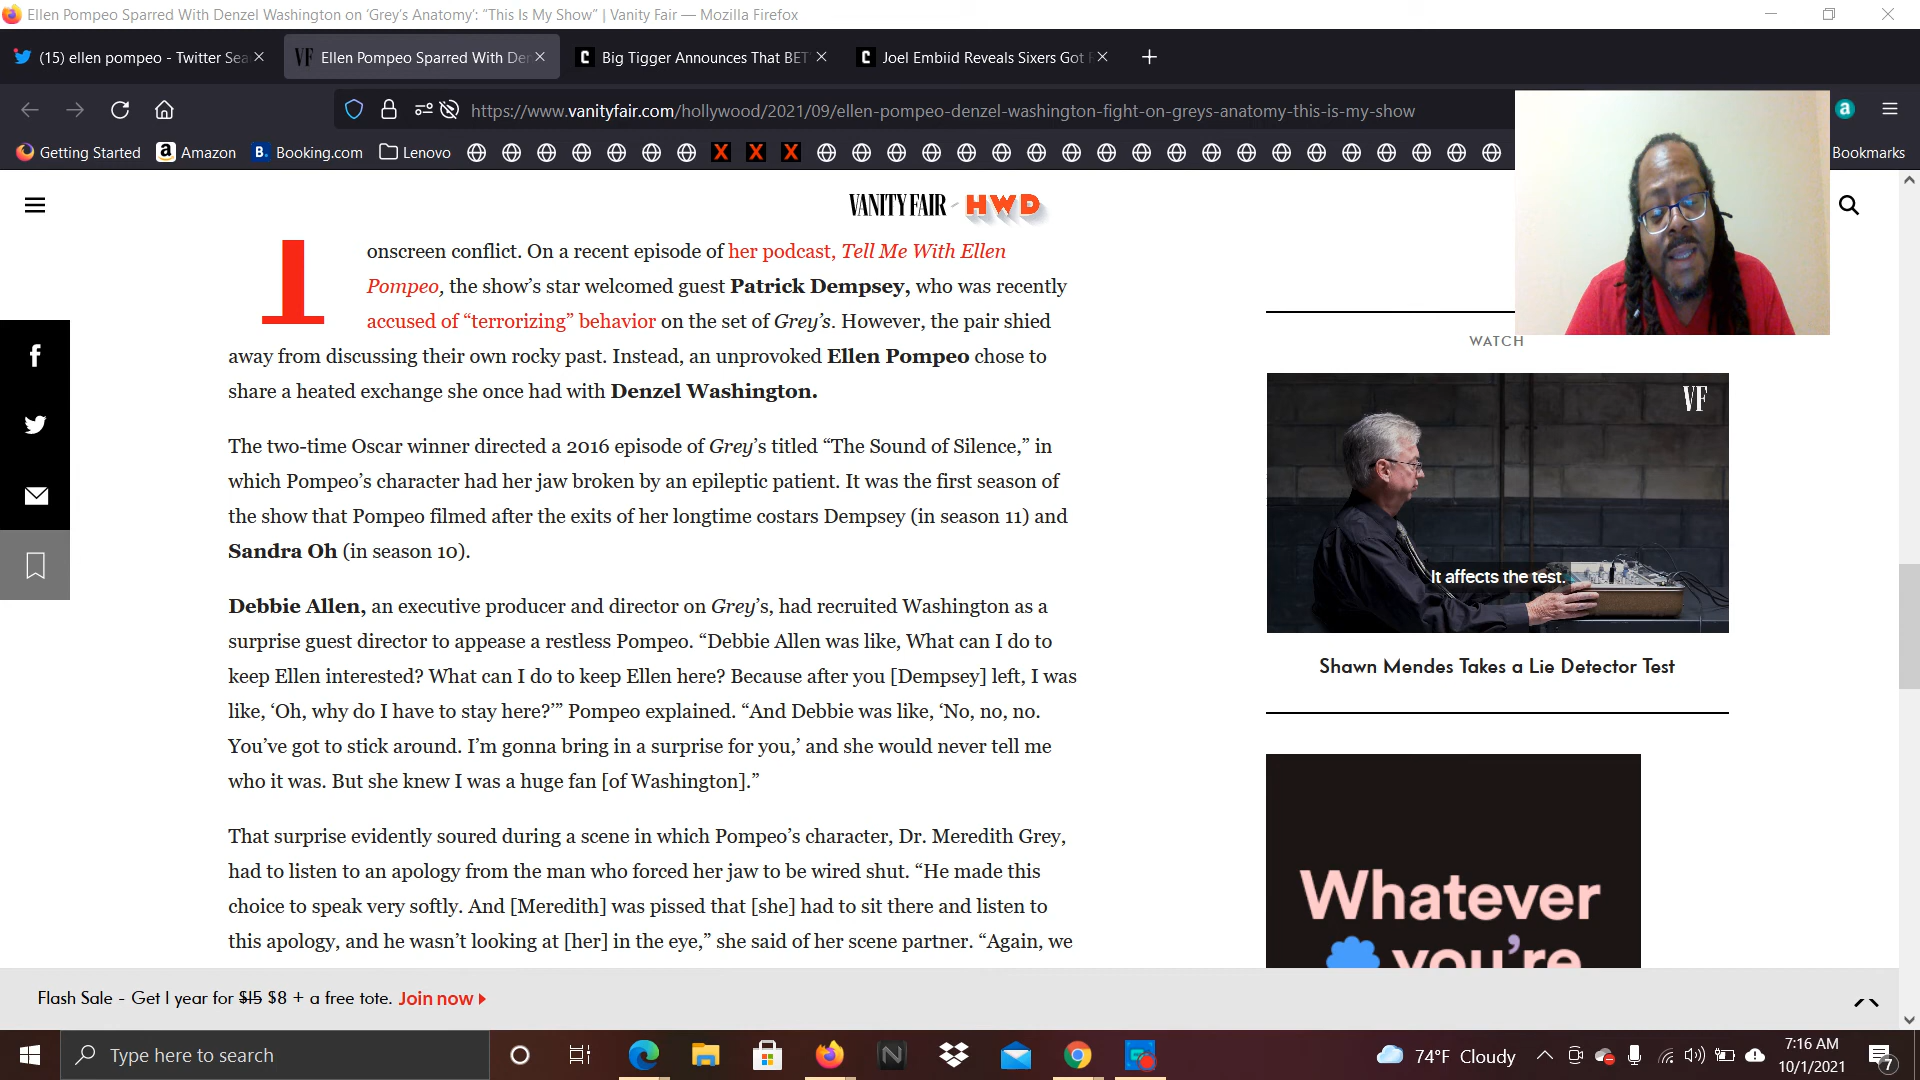 Ellen Pompeo Sparred With Denzel Washington on ‘Grey's Anatomy’: “This Is My Show” | Vanity Fair — Mozilla Firefox
(15) ellen pompeo - Twitter Sea
VF Ellen Pompeo Sparred With Den
C Big Tigger Announces That BET
C Joel Embiid Reveals Sixers Got
https://www.vanityfair.com/hollywood/2021/09/ellen-pompeo-denzel-washington-fight-on-greys-anatomy-this-is-my-show
Getting Started
Amazon
B. Booking.com
Lenovo
X X X
Bookmarks
VANITY FAIR - HWD
onscreen conflict. On a recent episode of her podcast, Tell Me With Ellen
Pompeo, the show’s star welcomed guest Patrick Dempsey, who was recently
accused of “terrorizing” behavior on the set of Grey’s. However, the pair shied
away from discussing their own rocky past. Instead, an unprovoked Ellen Pompeo chose to
share a heated exchange she once had with Denzel Washington.
The two-time Oscar winner directed a 2016 episode of Grey’s titled “The Sound of Silence,” in
which Pompeo’s character had her jaw broken by an epileptic patient. It was the first season of
the show that Pompeo filmed after the exits of her longtime costars Dempsey (in season 11) and
Sandra Oh (in season 10).
Debbie Allen, an executive producer and director on Grey’s, had recruited Washington as a
surprise guest director to appease a restless Pompeo. “Debbie Allen was like, What can I do to
keep Ellen interested? What can I do to keep Ellen here? Because after you [Dempsey] left, I was
like, ‘Oh, why do I have to stay here?’” Pompeo explained. “And Debbie was like, ‘No, no, no.
You’ve got to stick around. I’m gonna bring in a surprise for you,’ and she would never tell me
who it was. But she knew I was a huge fan [of Washington].”
That surprise evidently soured during a scene in which Pompeo’s character, Dr. Meredith Grey,
had to listen to an apology from the man who forced her jaw to be wired shut. “He made this
choice to speak very softly. And [Meredith] was pissed that [she] had to sit there and listen to
this apology, and he wasn’t looking at [her] in the eye,” she said of her scene partner. “Again, we
WATCH
VF
It affects the test.
Shawn Mendes Takes a Lie Detector Test
Whatever
you’re
Flash Sale - Get 1 year for $15 $8 + a free tote. Join now
Type here to search
74°F Cloudy
7:16 AM
10/1/2021
7